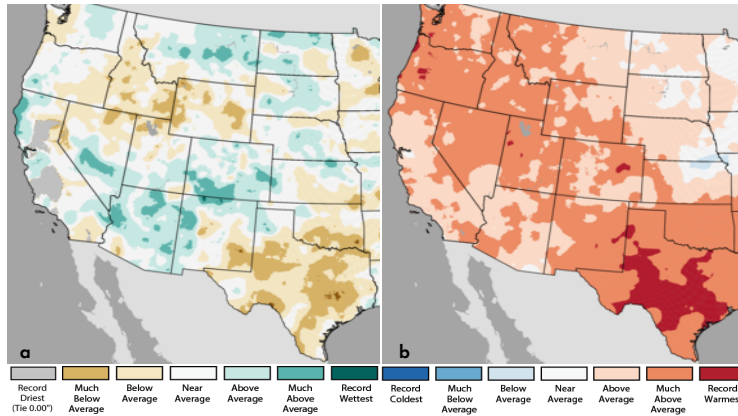 a
b
Record
Driest
(Tie 0.00")
Much
Below
Average
Below
Average
Near
Average
Above
Average
Much
Above
Average
Record
Wettest
Record
Coldest
Much
Below
Average
Below
Average
Near
Average
Above
Average
Much
Above
Average
Record
Warmes